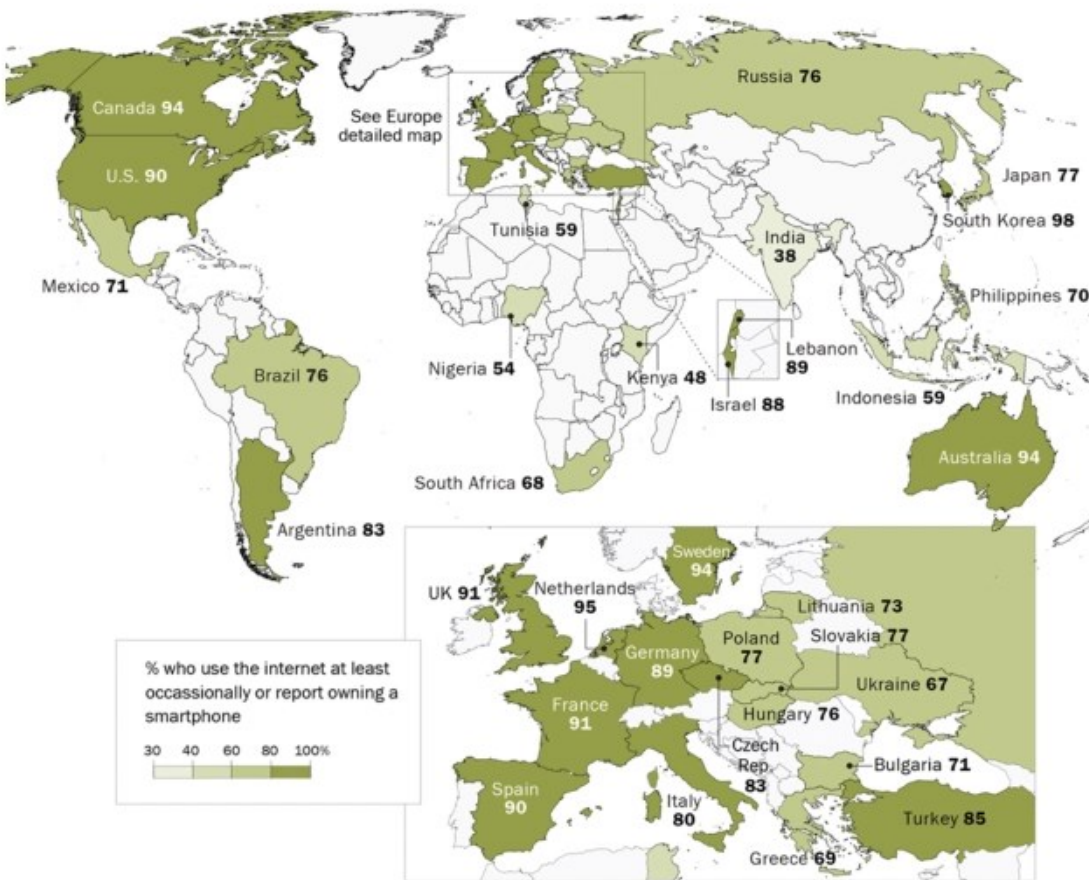 Canada 94
U.S. 90
Mexico 71
Brazil 76
Argentina 83
See Europe
detailed map
Russia 76
Japan 77
South Korea 98
Tunisia 59
India
38
Philippines 70
Nigeria 54
Kenya 48
Lebanon
89
Israel 88
Indonesia 59
South Africa 68
Australia 94
Sweden
94
UK 91
Netherlands
95
Lithuania 73
Slovakia 77
Poland
77
Germany
89
Ukraine 67
France
91
Hungary 76
Czech
Rep.
83
Bulgaria 71
Spain
90
Italy
80
Turkey 85
Greece 69
% who use the internet at least
occassionally or report owning a
smartphone
30 40 60 80 100%